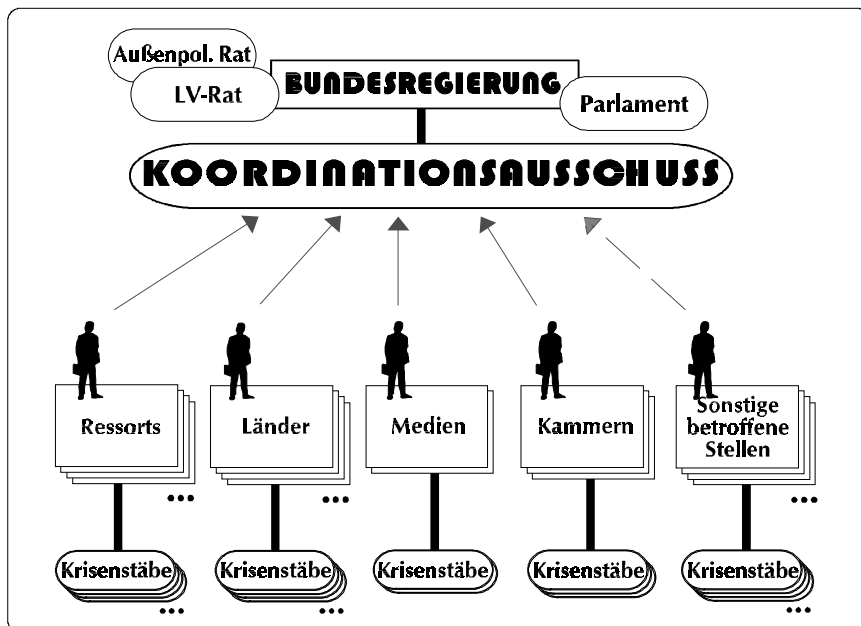 Außenpol. Rat
LV-Rat
BUNDESREGIERUNG
Parlament
KOORDINATIONSAUSSCHUSS
Ressorts
Länder
Medien
Kammern
Sonstige
betroffene
Stellen
...
...
...
Krisenstäbe
Krisenstäbe
Krisenstäbe
Krisenstäbe
Krisenstäbe
...
...
...